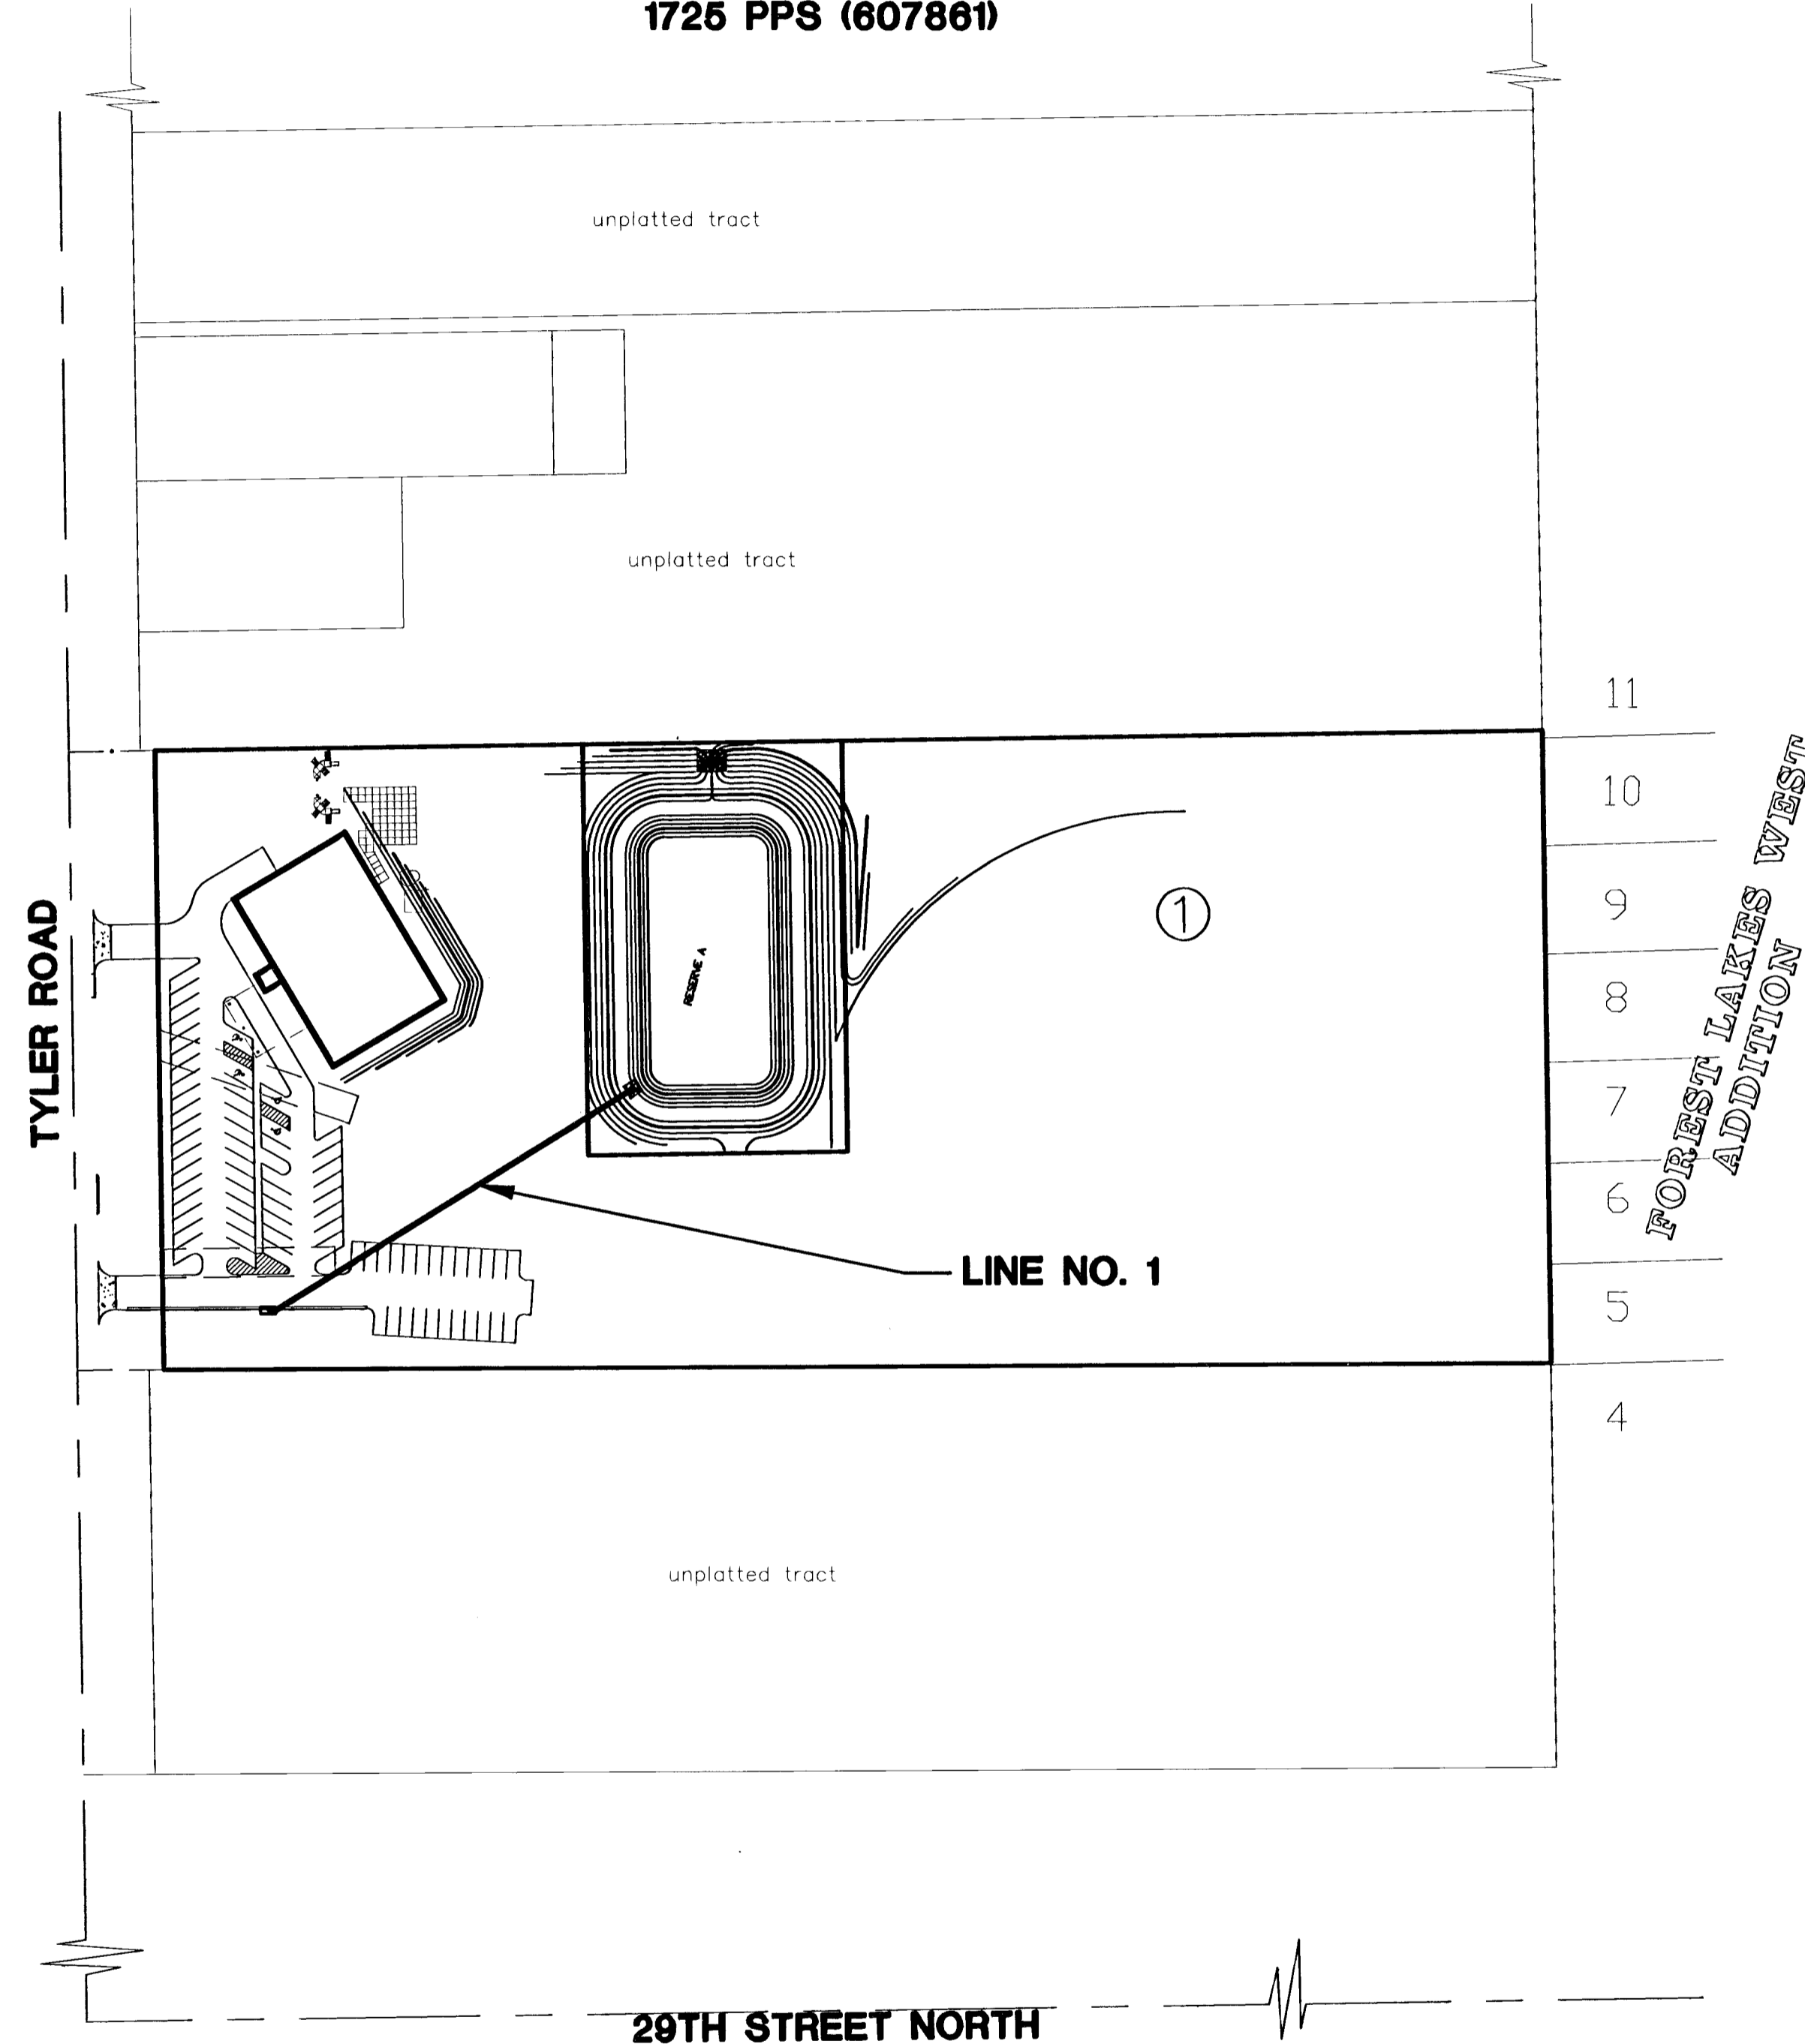 1725 PPS (607861)
unplatted tract
unplatted tract
11
10
9
8
7
6
5
4
FOREST LAKES WEST
ADDITION
TYLER ROAD
RESERVE A
1
LINE NO. 1
unplatted tract
29TH STREET NORTH